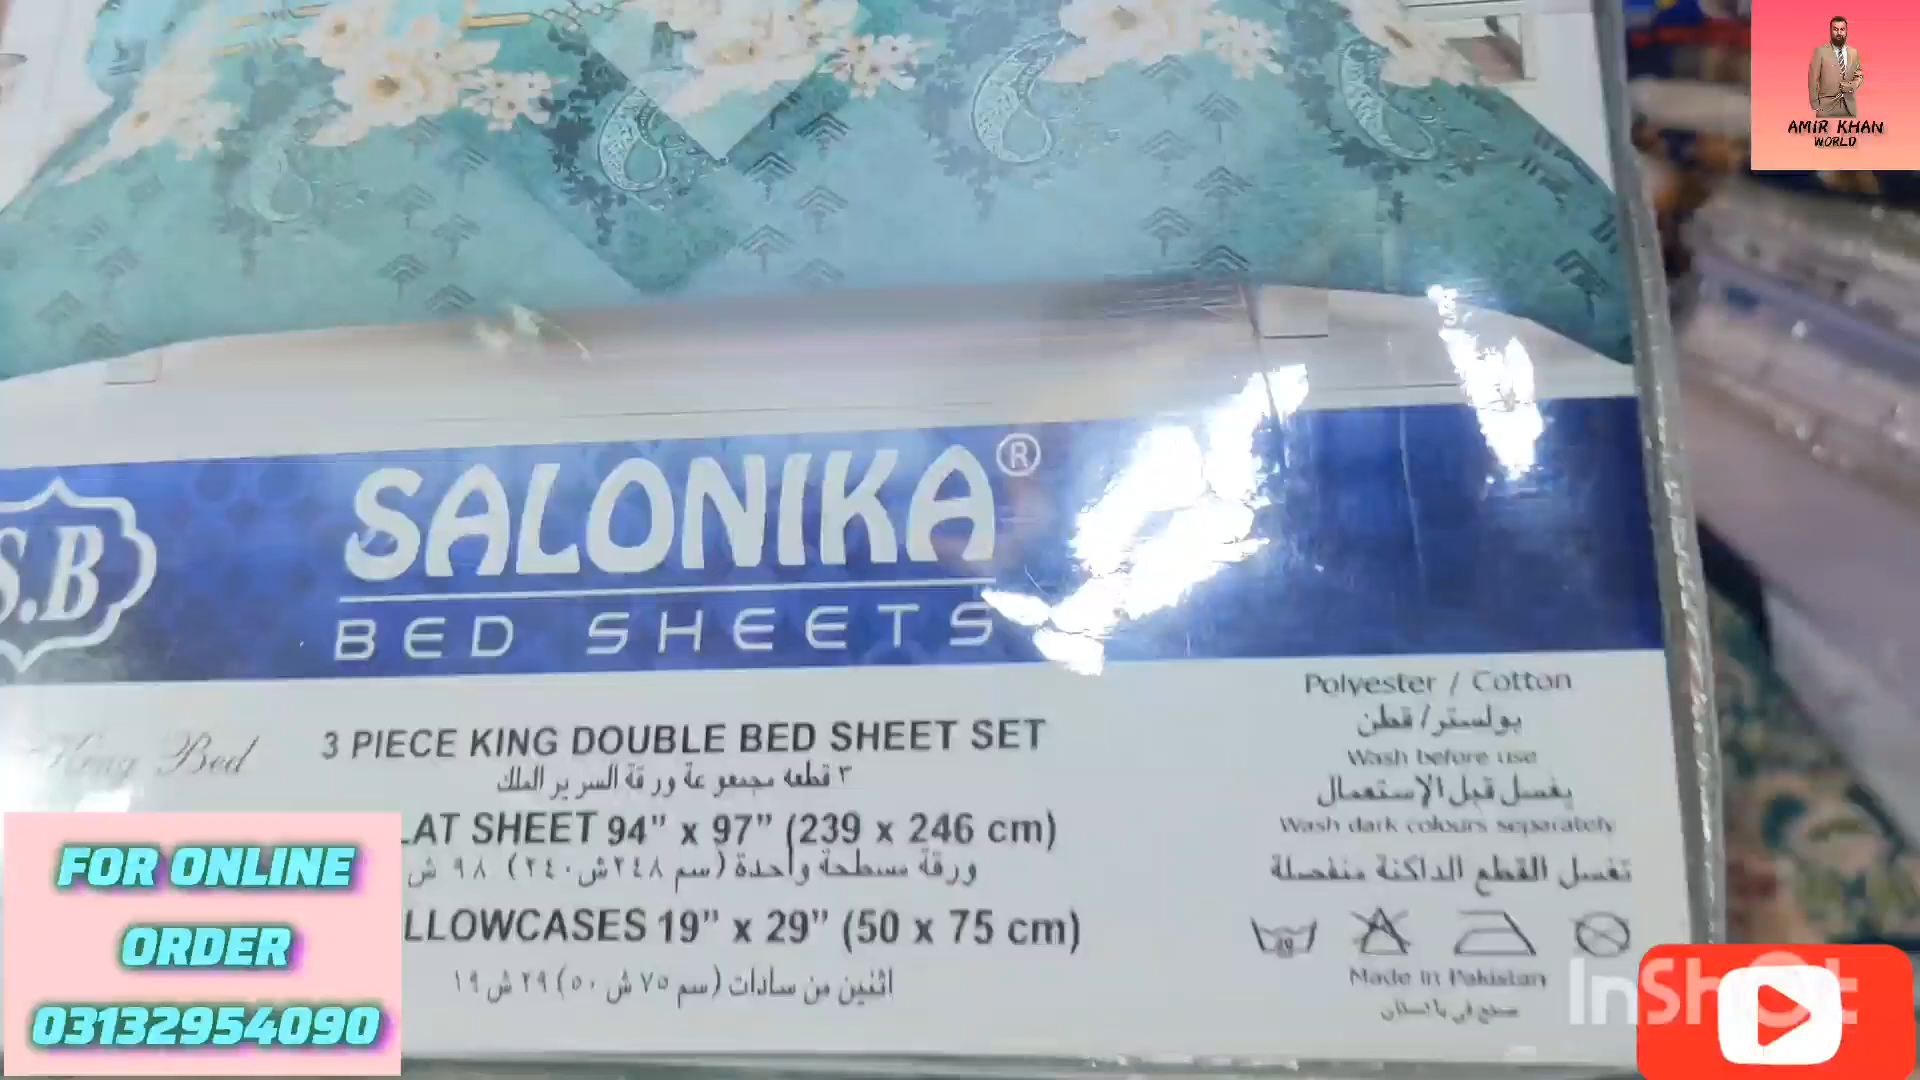 AMIR KHAN
WORLD
SALONIKA®
BED SHEETS
S.B
King Bed
3 PIECE KING DOUBLE BED SHEET SET
٣ قطعه مجموعة ورقة السرير الملك
LAT SHEET 94” x 97” (239 x 246 cm)
ورقة مسطحة واحدة (سم ٢٤٨ش٢٤٠) ٩٨ ش
LLOWCASES 19” x 29” (50 x 75 cm)
اثنين من سادات (سم ٧٥ ش ٥٠) ٢٩ ش ١٩
Polyester / Cotton
بولستر/ قطن
Wash before use
يغسل قبل الإستعمال
Wash dark colours separately
تغسل القطع الداكنة منفصلة
Made in Pakistan
صنع في باكستان
FOR ONLINE
ORDER
03132954090
InShot